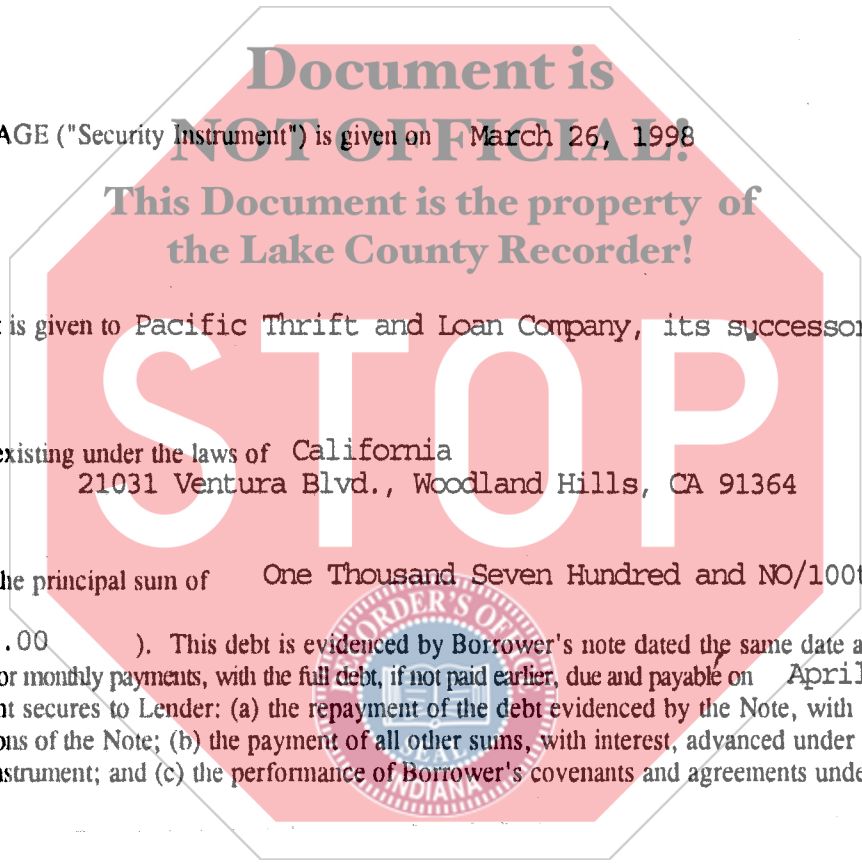 Document is
AGE ("Security Instrument") is given on March 26, 1998
NOT OFFICIAL!
This Document is the property of
the Lake County Recorder!
is given to Pacific Thrift and Loan Company, its successor
STOP
existing under the laws of California
21031 Ventura Blvd., Woodland Hills, CA 91364
he principal sum of One Thousand Seven Hundred and NO/100t
RECORDER'S OFFICE
.00 ). This debt is evidenced by Borrower's note dated the same date a
or monthly payments, with the full debt, if not paid earlier, due and payable on April
nt secures to Lender: (a) the repayment of the debt evidenced by the Note, with
ons of the Note; (b) the payment of all other sums, with interest, advanced under
SEAL
nstrument; and (c) the performance of Borrower's covenants and agreements unde
INDIANA